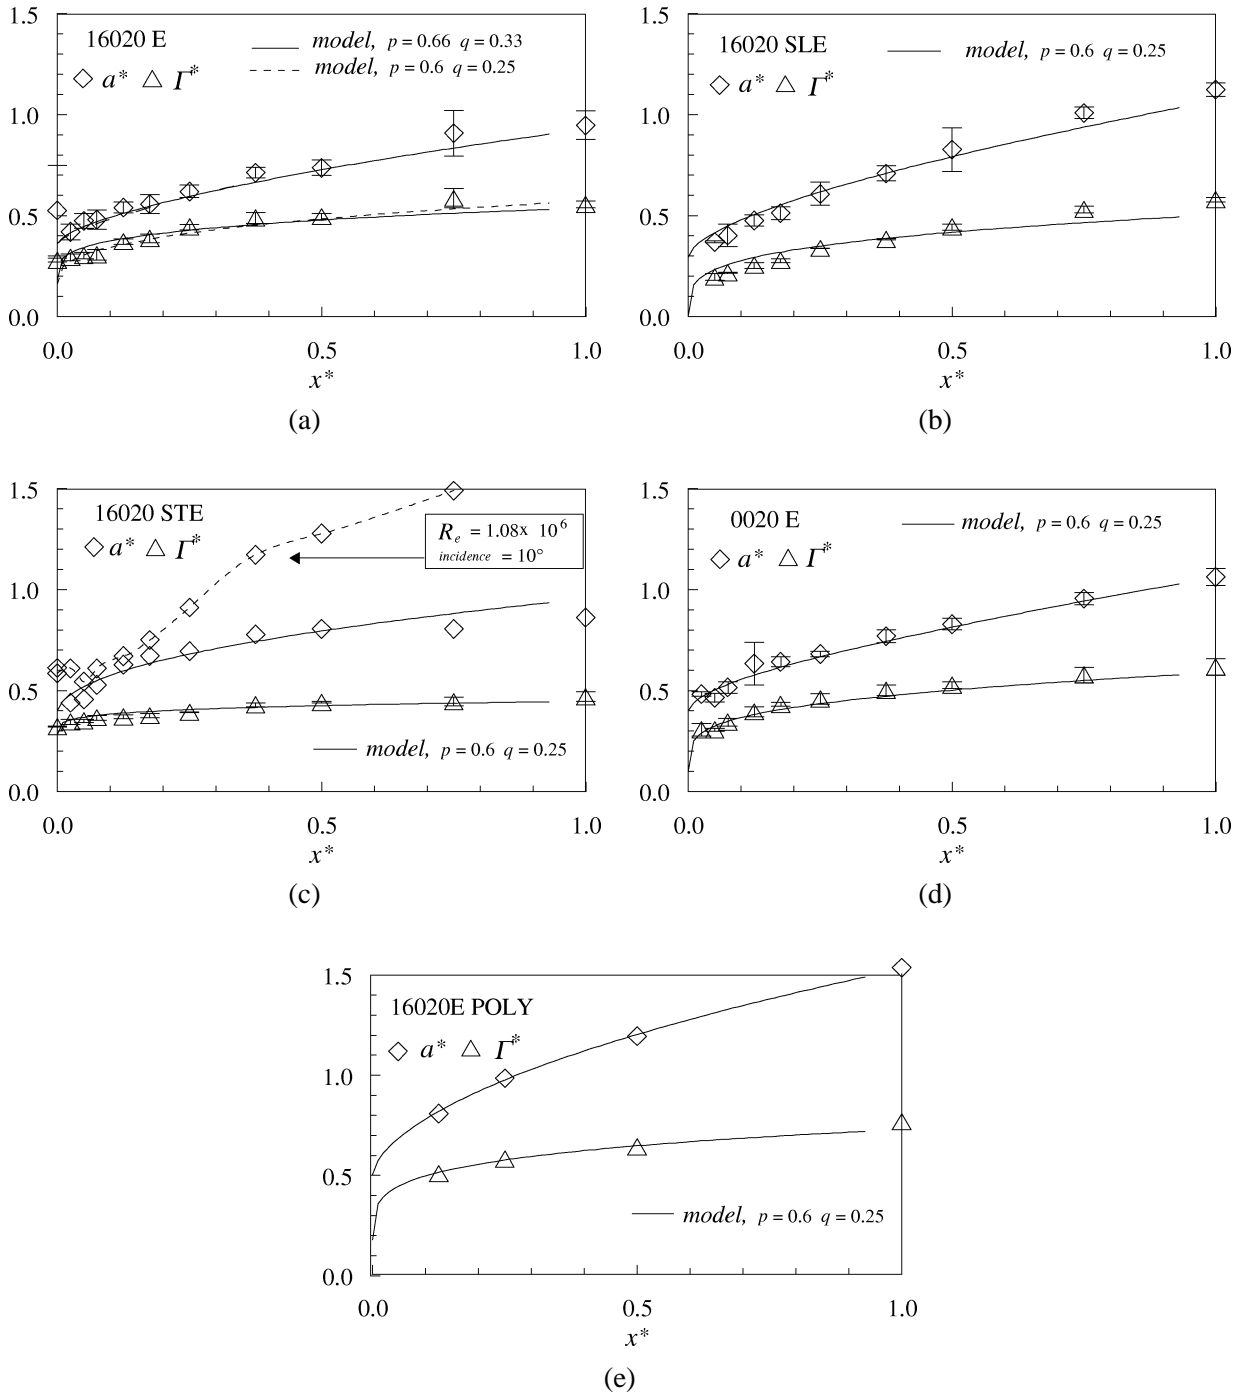 1.5
16020 E
model, p = 0.66 q = 0.33
model, p = 0.6 q = 0.25
a* Γ*
1.0
0.5
0.0
0.0 0.5 1.0
x*
(a)
1.5
16020 SLE
model, p = 0.6 q = 0.25
a* Γ*
1.0
0.5
0.0
0.0 0.5 1.0
x*
(b)
1.5
16020 STE
a* Γ*
Re = 1.08x 10^6
incidence = 10°
1.0
0.5
model, p = 0.6 q = 0.25
0.0
0.0 0.5 1.0
x*
(c)
1.5
0020 E
model, p = 0.6 q = 0.25
a* Γ*
1.0
0.5
0.0
0.0 0.5 1.0
x*
(d)
1.5
16020E POLY
a* Γ*
1.0
0.5
model, p = 0.6 q = 0.25
0.0
0.0 0.5 1.0
x*
(e)